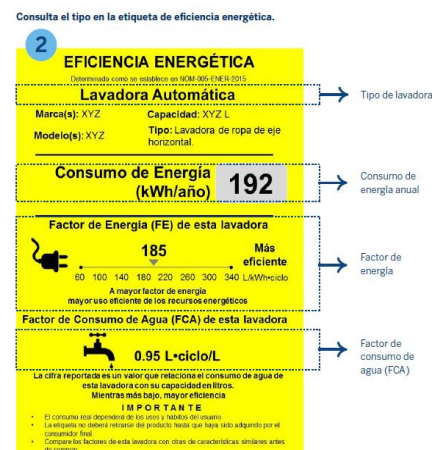 Consulta el tipo en la etiqueta de eficiencia energética.
2
EFICIENCIA ENERGÉTICA
Determinado como se establece en NOM-005-ENER-2015
Lavadora Automática
Tipo de lavadora
Marca(s): XYZ Capacidad: XYZ L
Modelo(s): XYZ Tipo: Lavadora de ropa de eje
horizontal.
Consumo de Energía
(kWh/año) 192
Consumo de
energía anual
Factor de Energía (FE) de esta lavadora
185 Más
eficiente
60 100 140 180 220 260 300 340 L/kWh•ciclo
A mayor factor de energía
mayor uso eficiente de los recursos energéticos
Factor de
energía
Factor de Consumo de Agua (FCA) de esta lavadora
0.95 L•ciclo/L
Factor de
consumo de
agua (FCA)
La cifra reportada es un valor que relaciona el consumo de agua de
esta lavadora con su capacidad en litros.
Mientras más bajo, mayor eficiencia
IMPORTANTE
• El consumo real dependerá de los usos y hábitos del usuario
• La etiqueta no deberá retirarse del producto hasta que haya sido adquirido por el
consumidor final
• Compare los factores de esta lavadora con otras de características similares antes
de comprar